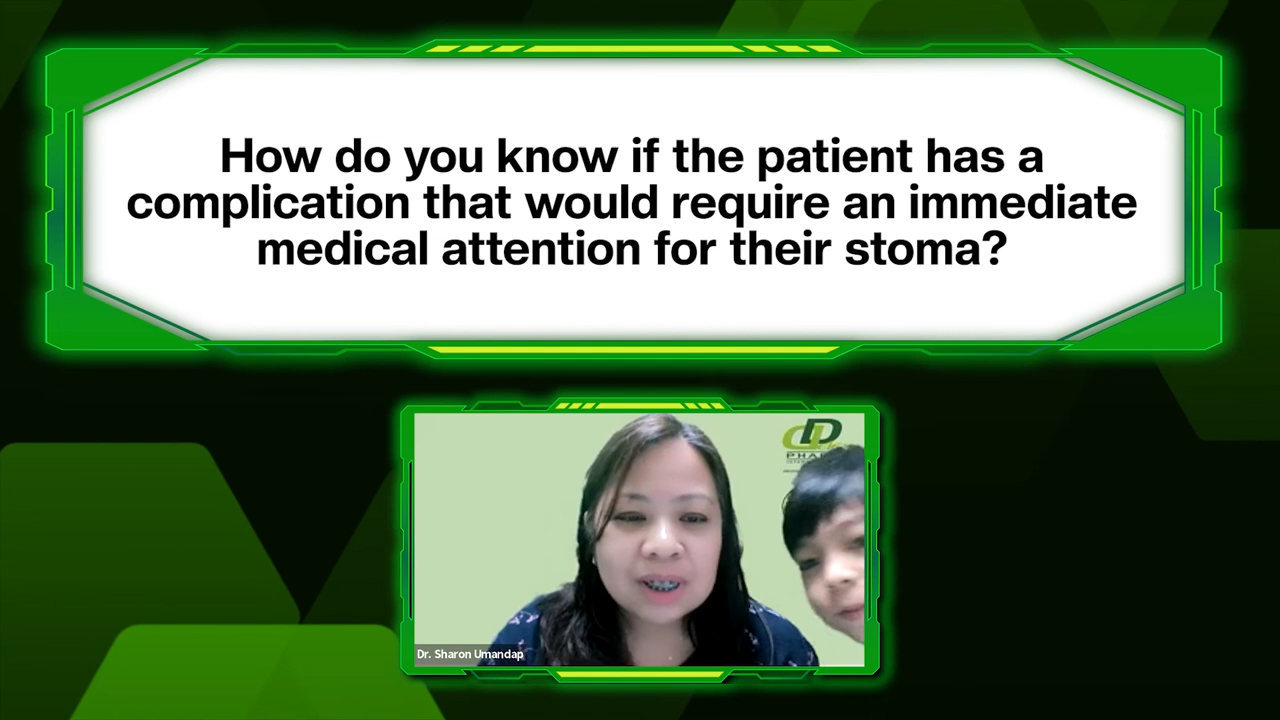 How do you know if the patient has a
complication that would require an immediate
medical attention for their stoma?
Dr. Sharon Umandap